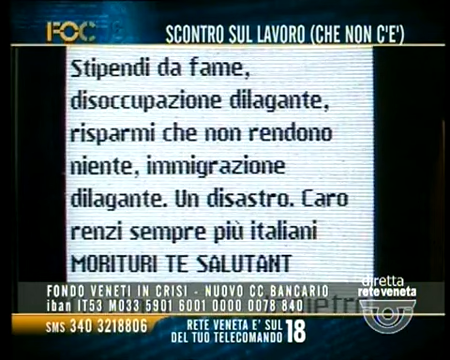 FOC
SCONTRO SUL LAVORO (CHE NON C'E')
Stipendi da fame,
disoccupazione dilagante,
risparmi che non rendono
niente, immigrazione
dilagante. Un disastro. Caro
renzi sempre più italiani
MORITURI TE SALUTANT
diretta
reteveneta
FONDO VENETI IN CRISI - NUOVO CC BANCARIO
iban IT53 M033 5901 6001 0000 0078 840
SMS 340 3218806
RETE VENETA E' SUL
DEL TUO TELECOMANDO 18